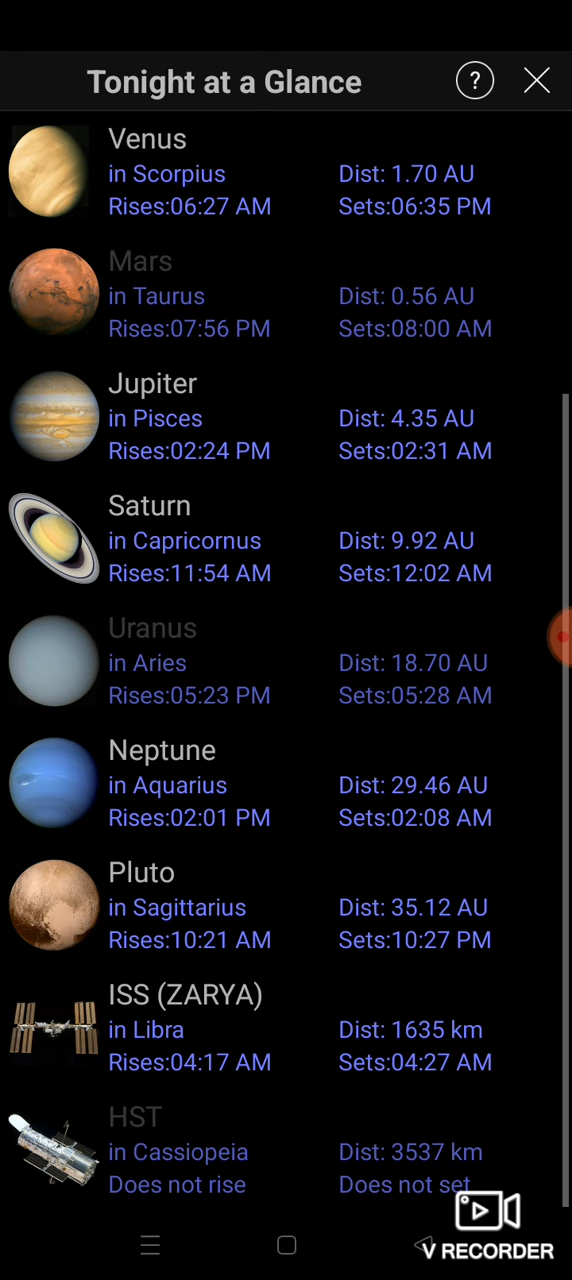 Tonight at a Glance ?
Venus
in Scorpius Dist: 1.70 AU
Rises:06:27 AM Sets:06:35 PM
Mars
in Taurus Dist: 0.56 AU
Rises:07:56 PM Sets:08:00 AM
Jupiter
in Pisces Dist: 4.35 AU
Rises:02:24 PM Sets:02:31 AM
Saturn
in Capricornus Dist: 9.92 AU
Rises:11:54 AM Sets:12:02 AM
Uranus
in Aries Dist: 18.70 AU
Rises:05:23 PM Sets:05:28 AM
Neptune
in Aquarius Dist: 29.46 AU
Rises:02:01 PM Sets:02:08 AM
Pluto
in Sagittarius Dist: 35.12 AU
Rises:10:21 AM Sets:10:27 PM
ISS (ZARYA)
in Libra Dist: 1635 km
Rises:04:17 AM Sets:04:27 AM
HST
in Cassiopeia Dist: 3537 km
Does not rise Does not set
V RECORDER